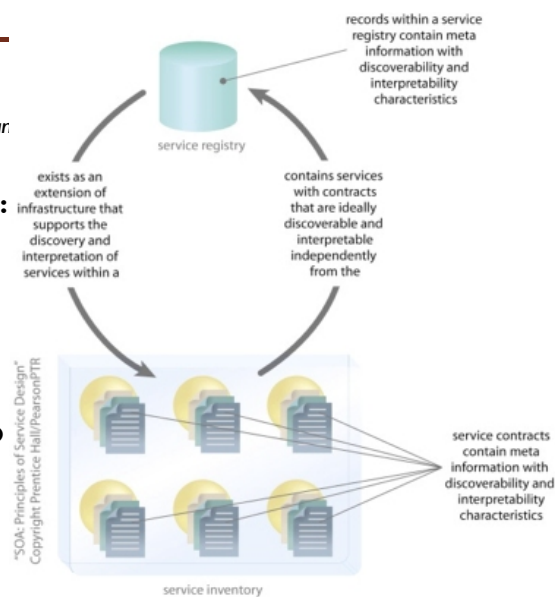 records within a service
registry contain meta
information with
discoverability and
interpretability
characteristics
service registry
exists as an
extension of
infrastructure that
supports the
discovery and
interpretation of
services within a
contains services
with contracts
that are ideally
discoverable and
interpretable
independently
from the
:
"SOA: Principles of Service Design"
Copyright Prentice Hall/PearsonPTR
service contracts
contain meta
information with
discoverability and
interpretability
characteristics
service inventory